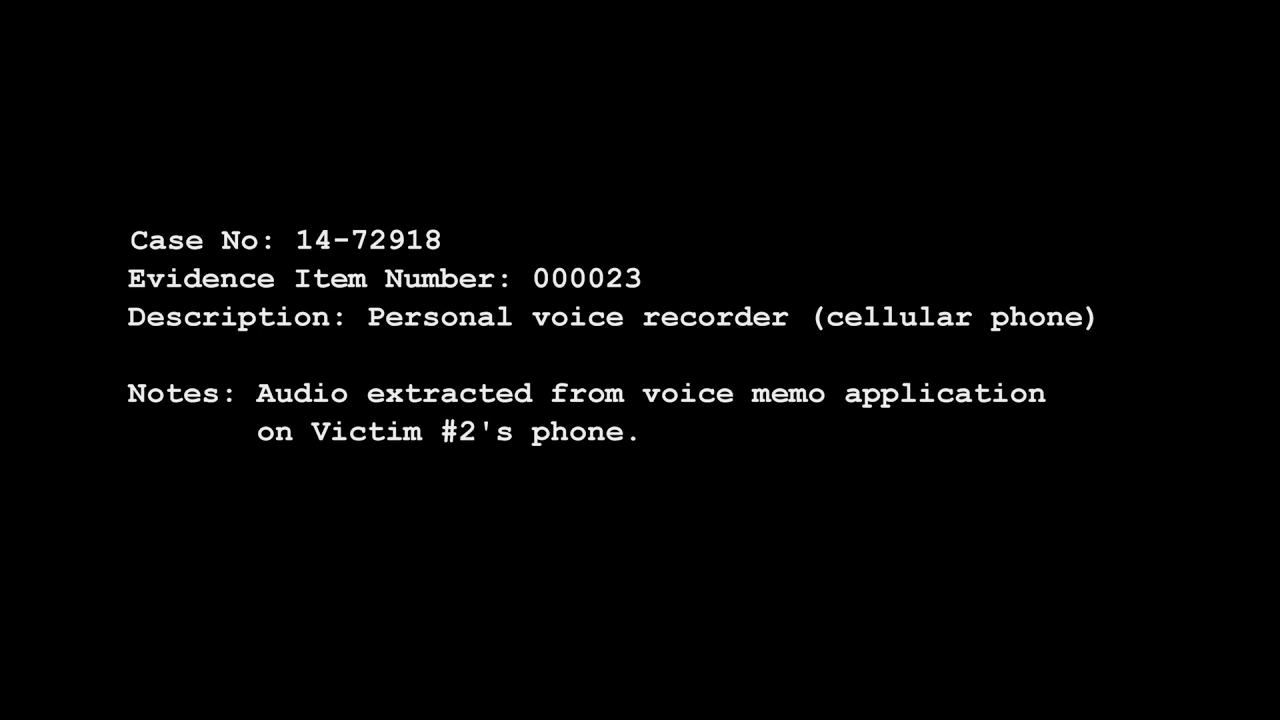 Case No: 14-72918
Evidence Item Number: 000023
Description: Personal voice recorder (cellular phone)
Notes: Audio extracted from voice memo application
on Victim #2's phone.